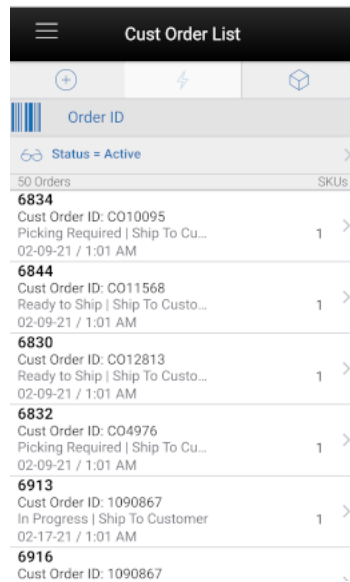 Cust Order List
Order ID
Status = Active
50 Orders SKUs
6834
Cust Order ID: CO10095
Picking Required | Ship To Cu...
1
02-09-21 / 1:01 AM
6844
Cust Order ID: CO11568
Ready to Ship | Ship To Custo...
1
02-09-21 / 1:01 AM
6830
Cust Order ID: CO12813
Ready to Ship | Ship To Custo...
1
02-09-21 / 1:01 AM
6832
Cust Order ID: CO4976
Picking Required | Ship To Cu...
1
02-09-21 / 1:01 AM
6913
Cust Order ID: 1090867
In Progress | Ship To Customer
1
02-17-21 / 1:01 AM
6916
Cust Order ID: 1090867